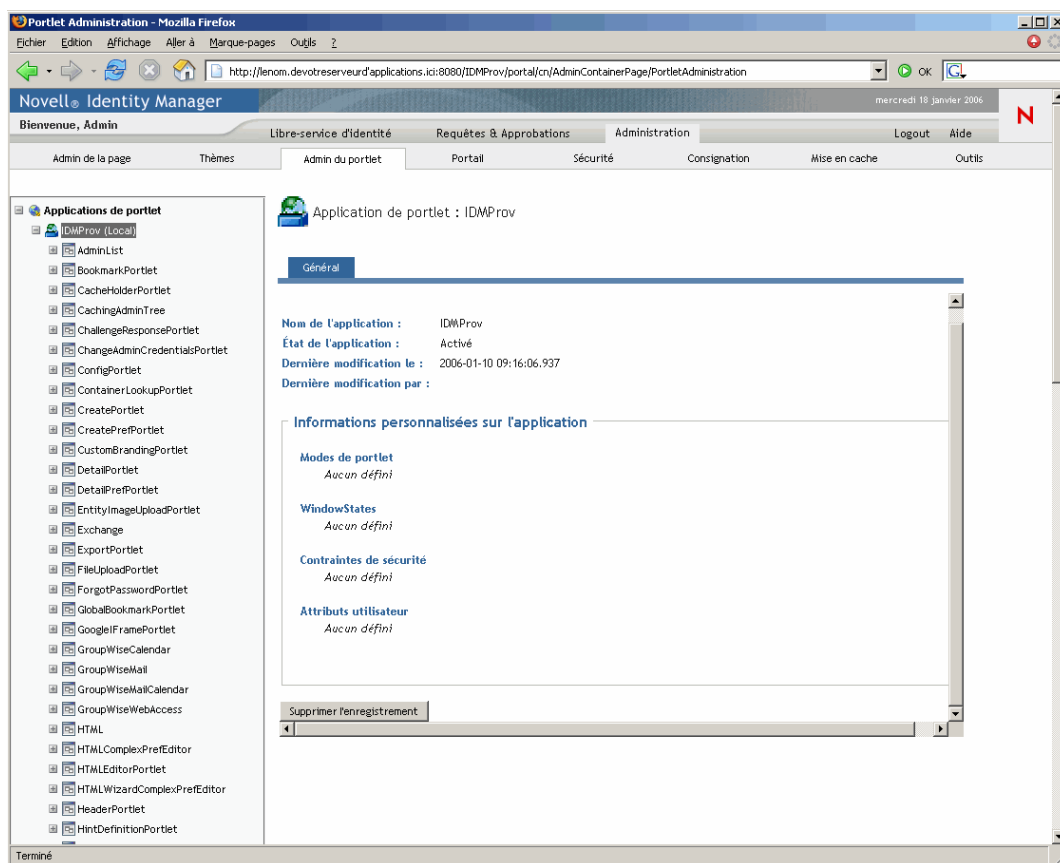 Portlet Administration - Mozilla Firefox
Fichier Edition Affichage Aller à Marque-pages Outils ?
http://lenom.devotreserveurd'applications.ici:8080/IDMProv/portal/cn/AdminContainerPage/PortletAdministration OK G
Novell® Identity Manager mercredi 18 janvier 2006
N
Bienvenue, Admin
Libre-service d'identité Requêtes & Approbations Administration Logout Aide
Admin de la page Thèmes Admin du portlet Portail Sécurité Consignation Mise en cache Outils
Applications de portlet
IDMProv (Local)
AdminList
BookmarkPortlet
CacheHolderPortlet
CachingAdminTree
ChallengeResponsePortlet
ChangeAdminCredentialsPortlet
ConfigPortlet
ContainerLookupPortlet
CreatePortlet
CreatePrefPortlet
CustomBrandingPortlet
DetailPortlet
DetailPrefPortlet
EntityImageUploadPortlet
Exchange
ExportPortlet
FileUploadPortlet
ForgotPasswordPortlet
GlobalBookmarkPortlet
GoogleIFramePortlet
GroupWiseCalendar
GroupWiseMail
GroupWiseMailCalendar
GroupWiseWebAccess
HTML
HTMLComplexPrefEditor
HTMLEditorPortlet
HTMLWizardComplexPrefEditor
HeaderPortlet
HintDefinitionPortlet
Application de portlet : IDMProv
Général
Nom de l'application : IDMProv
État de l'application : Activé
Dernière modification le : 2006-01-10 09:16:06.937
Dernière modification par :
Informations personnalisées sur l'application
Modes de portlet
Aucun défini
WindowStates
Aucun défini
Contraintes de sécurité
Aucun défini
Attributs utilisateur
Aucun défini
Supprimer l'enregistrement
Terminé